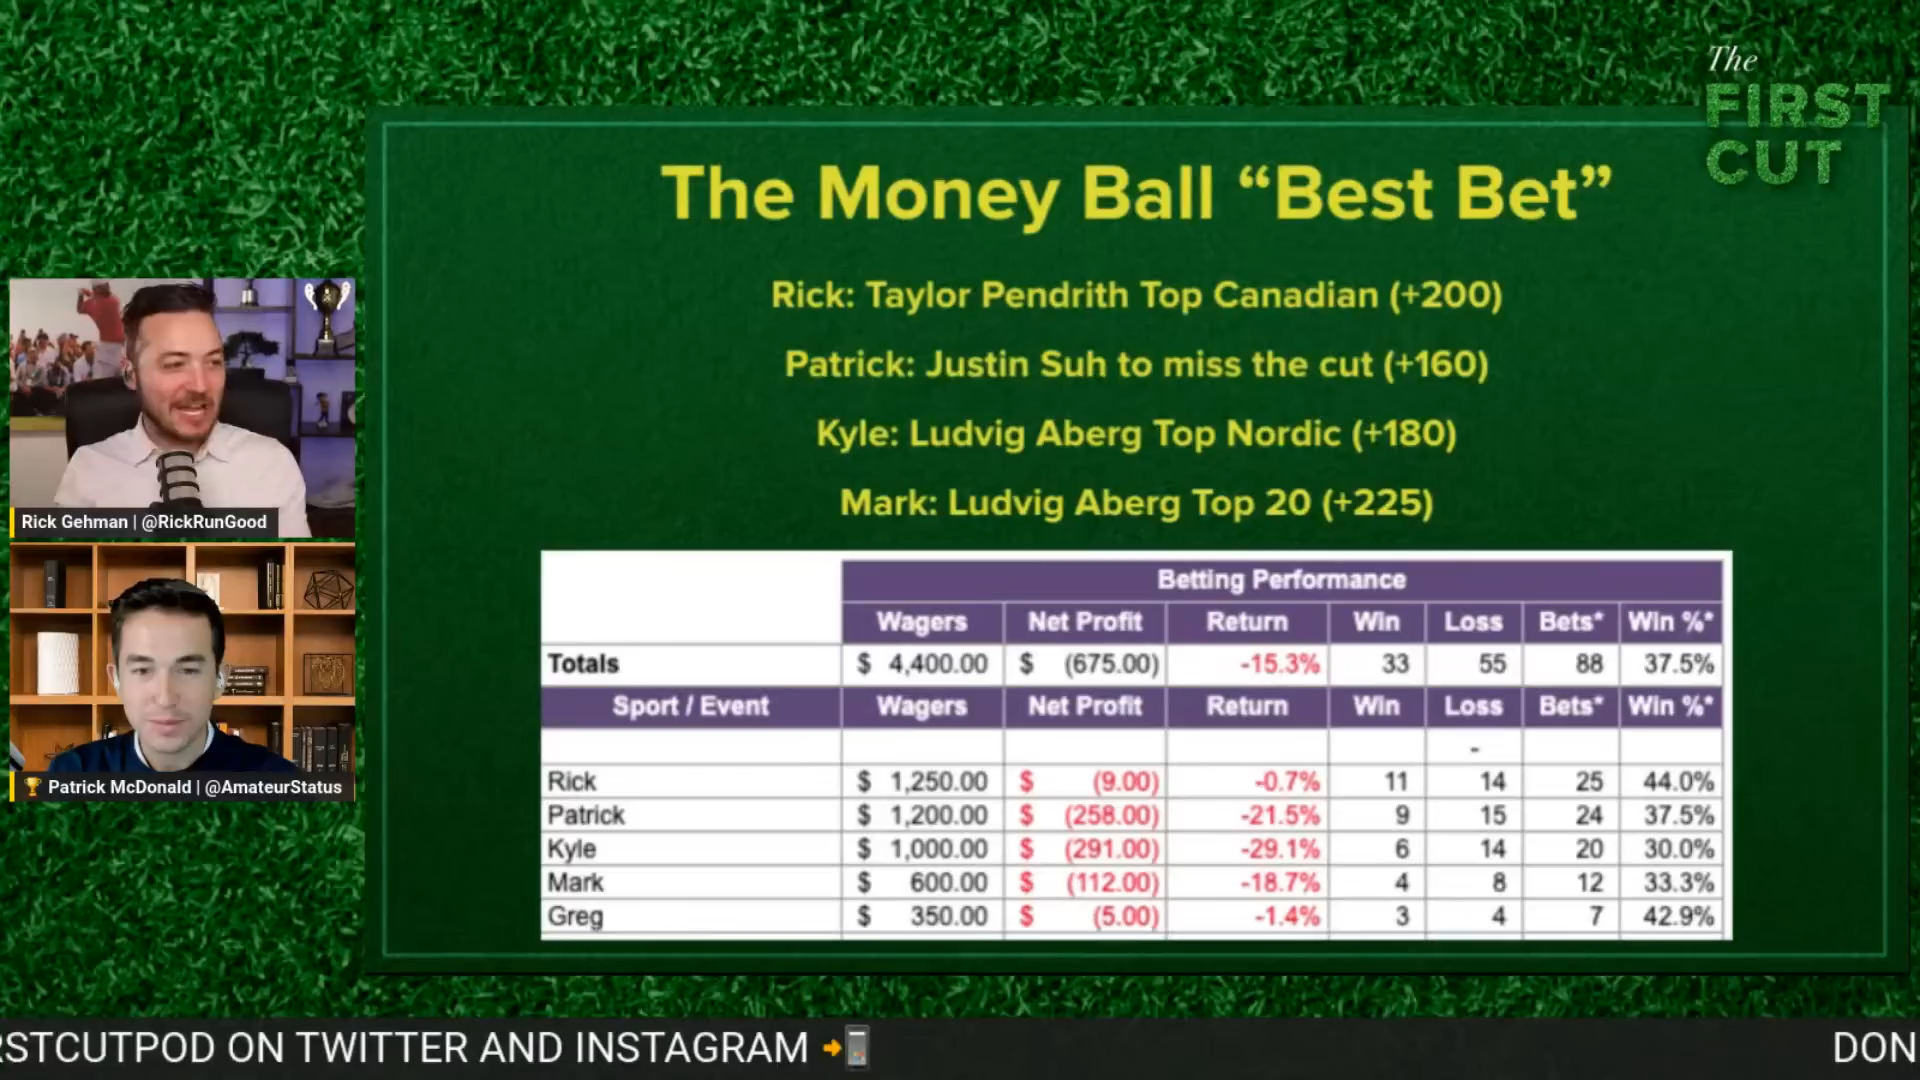 The
FIRST
CUT
The Money Ball “Best Bet”
Rick: Taylor Pendrith Top Canadian (+200)
Patrick: Justin Suh to miss the cut (+160)
Kyle: Ludvig Aberg Top Nordic (+180)
Mark: Ludvig Aberg Top 20 (+225)
Betting Performance
Wagers Net Profit Return Win Loss Bets* Win %*
Totals $ 4,400.00 $ (675.00) -15.3% 33 55 88 37.5%
Sport / Event Wagers Net Profit Return Win Loss Bets* Win %*
-
Rick $ 1,250.00 $ (9.00) -0.7% 11 14 25 44.0%
Patrick $ 1,200.00 $ (258.00) -21.5% 9 15 24 37.5%
Kyle $ 1,000.00 $ (291.00) -29.1% 6 14 20 30.0%
Mark $ 600.00 $ (112.00) -18.7% 4 8 12 33.3%
Greg $ 350.00 $ (5.00) -1.4% 3 4 7 42.9%
Rick Gehman | @RickRunGood
Patrick McDonald | @AmateurStatus
RSTCUTPOD ON TWITTER AND INSTAGRAM DON